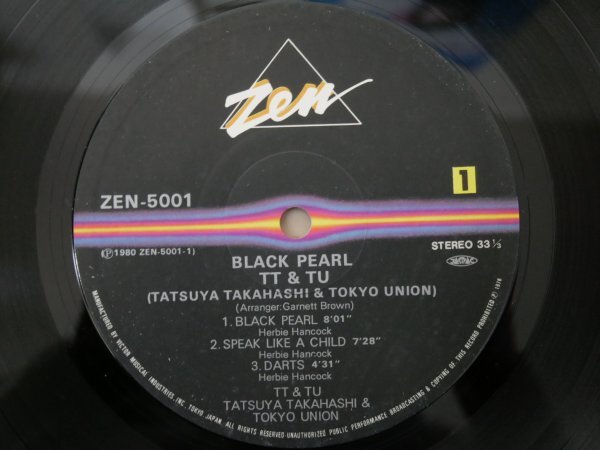 Zen
1
ZEN-5001
Ⓟ1980 ZEN-5001-1)
STEREO 33⅓
JASRAC
BLACK PEARL
TT & TU
(TATSUYA TAKAHASHI & TOKYO UNION)
(Arranger:Garnett Brown)
1. BLACK PEARL 8'01"
Herbie Hancock
2. SPEAK LIKE A CHILD 7'28"
Herbie Hancock
3. DARTS 4'31"
Herbie Hancock
TT & TU
TATSUYA TAKAHASHI &
TOKYO UNION
MANUFACTURED BY VICTOR MUSICAL INDUSTRIES, INC. TOKYO, JAPAN. ALL RIGHTS RESERVED·UNAUTHORIZED PUBLIC PERFORMANCE, BROADCASTING & COPYING OF THIS RECORD PROHIBITED